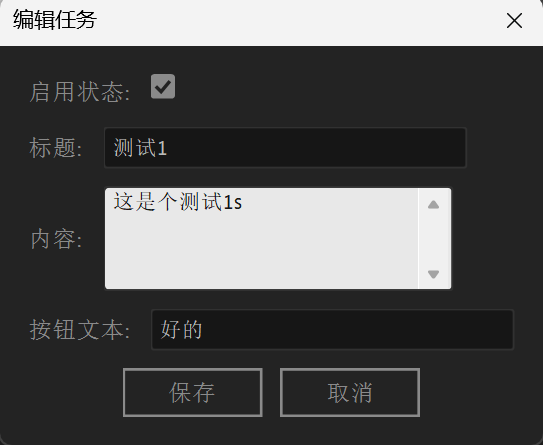 编辑任务
启用状态:
标题: 测试1
内容: 这是个测试1s
按钮文本: 好的
保存 取消